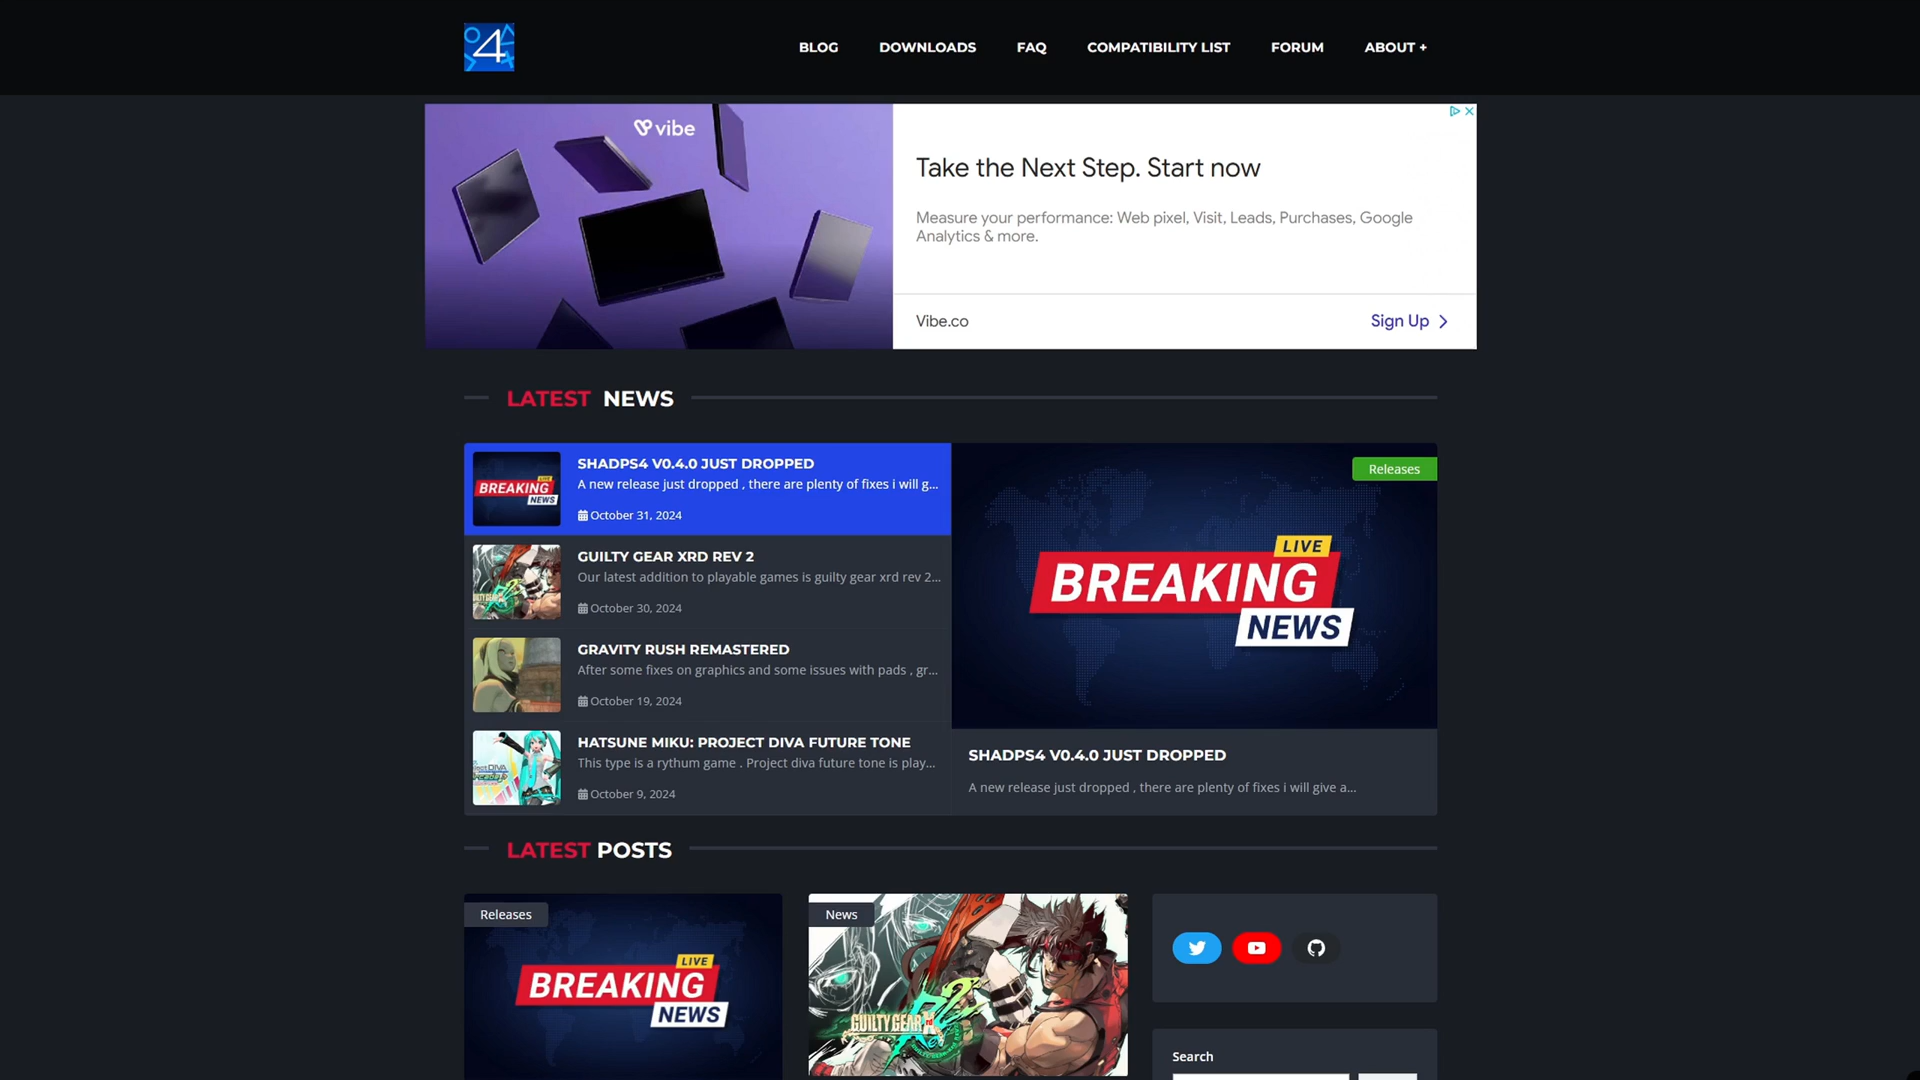 4
BLOG
DOWNLOADS
FAQ
COMPATIBILITY LIST
FORUM
ABOUT +
vibe
Take the Next Step. Start now
Measure your performance: Web pixel, Visit, Leads, Purchases, Google
Analytics & more.
Vibe.co
Sign Up
LATEST NEWS
BREAKING
LIVE
NEWS
SHADPS4 V0.4.0 JUST DROPPED
A new release just dropped , there are plenty of fixes i will g...
October 31, 2024
GUILTY GEAR XRD REV 2
Our latest addition to playable games is guilty gear xrd rev 2...
October 30, 2024
GRAVITY RUSH REMASTERED
After some fixes on graphics and some issues with pads , gr...
October 19, 2024
HATSUNE MIKU: PROJECT DIVA FUTURE TONE
This type is a rythum game . Project diva future tone is play...
October 9, 2024
Releases
LIVE
BREAKING
NEWS
SHADPS4 V0.4.0 JUST DROPPED
A new release just dropped , there are plenty of fixes i will give a...
LATEST POSTS
Releases
LIVE
BREAKING
NEWS
News
GUILTY GEAR
Search